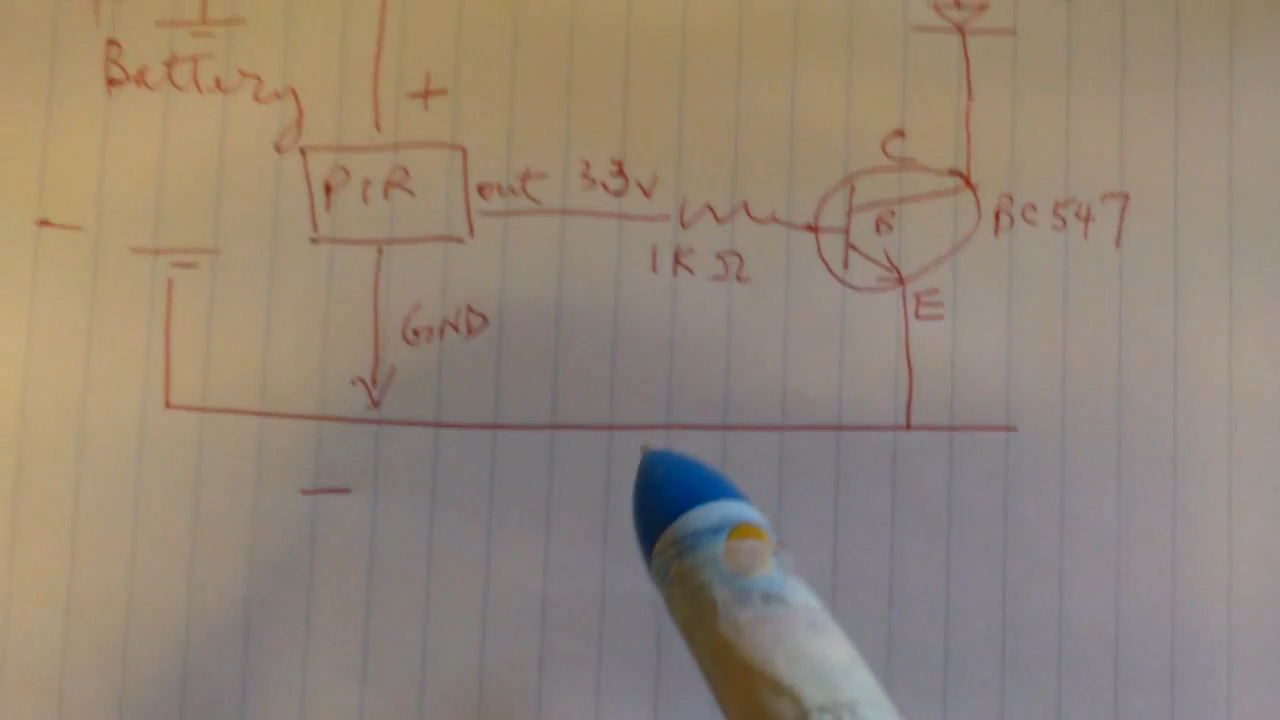 Battery
+
PIR
out 3.3v
1KΩ
C
B
E
BC547
-
GND
-